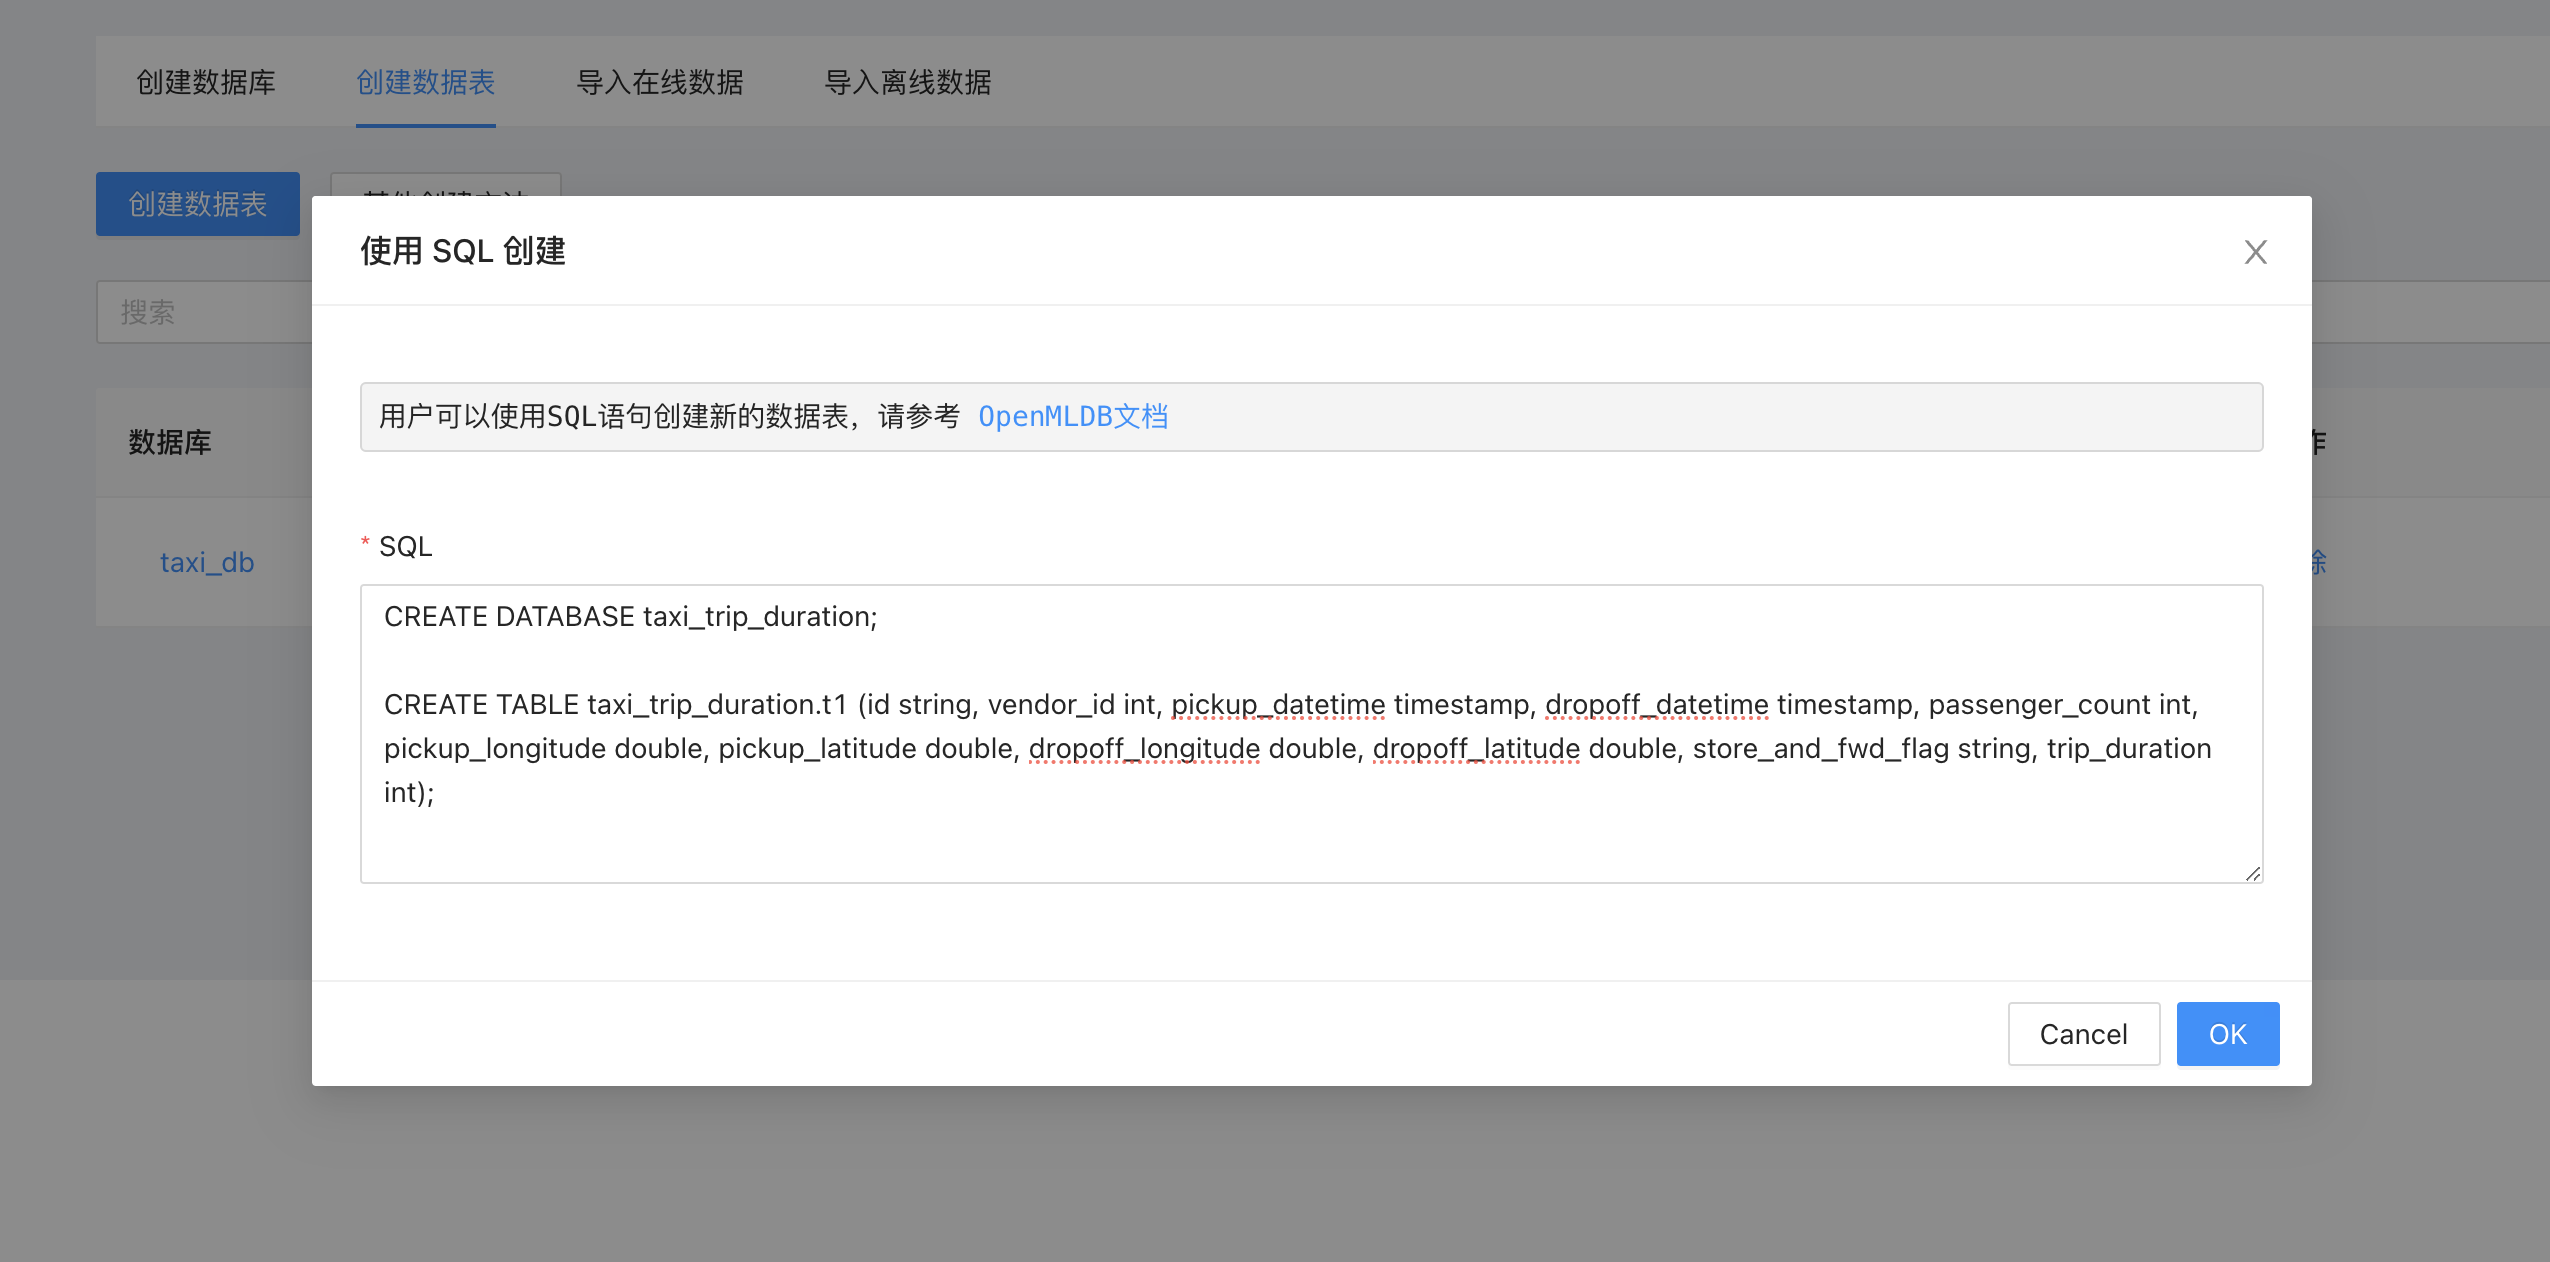 创建数据库 创建数据表 导入在线数据 导入离线数据
创建数据表
使用 SQL 创建
搜索
用户可以使用SQL语句创建新的数据表，请参考 OpenMLDB文档
数据库
* SQL
taxi_db
除
CREATE DATABASE taxi_trip_duration;
CREATE TABLE taxi_trip_duration.t1 (id string, vendor_id int, pickup_datetime timestamp, dropoff_datetime timestamp, passenger_count int,
pickup_longitude double, pickup_latitude double, dropoff_longitude double, dropoff_latitude double, store_and_fwd_flag string, trip_duration
int);
Cancel OK